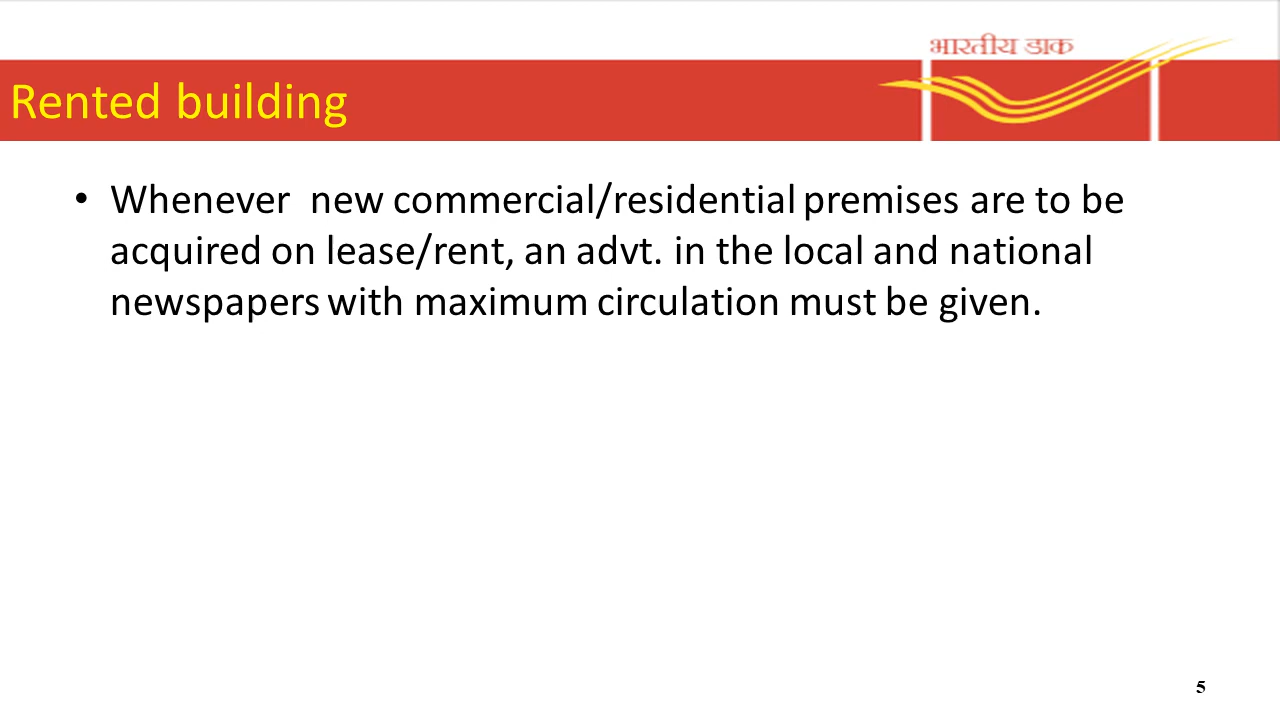 भारतीय डाक
Rented building
• Whenever  new commercial/residential premises are to be
acquired on lease/rent, an advt. in the local and national
newspapers with maximum circulation must be given.
5